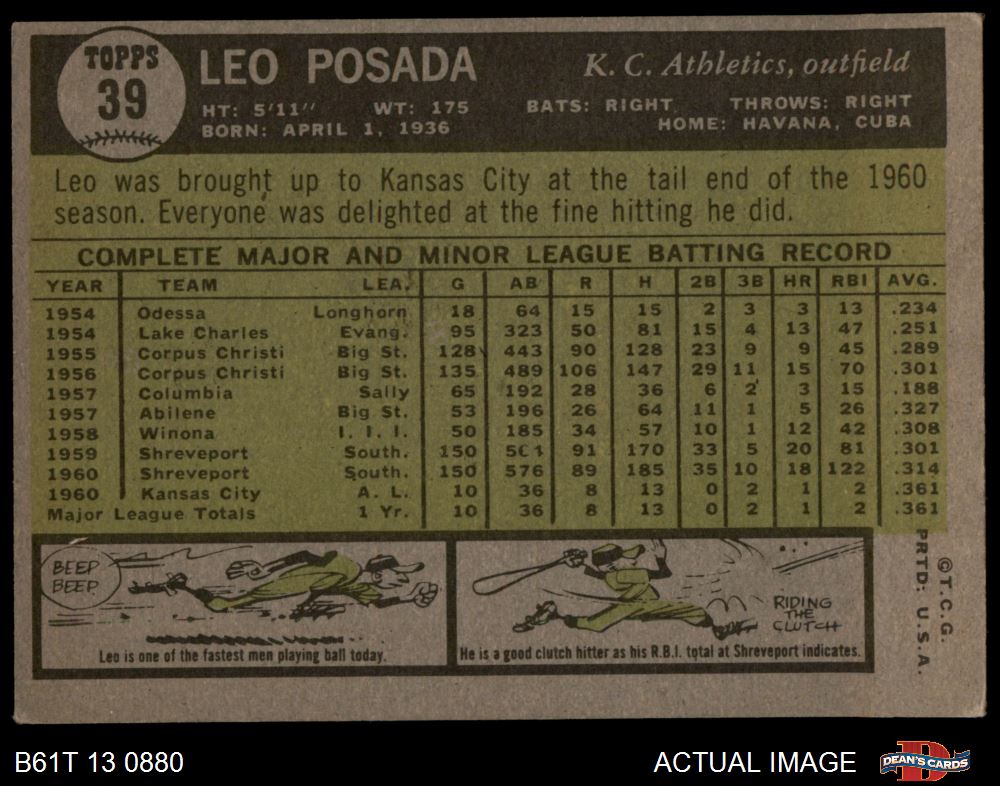 TOPPS
39
LEO POSADA
K. C. Athletics, outfield
HT: 5'11" WT: 175 BATS: RIGHT THROWS: RIGHT
BORN: APRIL 1, 1936 HOME: HAVANA, CUBA
Leo was brought up to Kansas City at the tail end of the 1960
season. Everyone was delighted at the fine hitting he did.
COMPLETE MAJOR AND MINOR LEAGUE BATTING RECORD
YEAR TEAM LEA. G AB R H 2B 3B HR RBI AVG.
1954 Odessa Longhorn 18 64 15 15 2 3 3 13 .234
1954 Lake Charles Evang. 95 323 50 81 15 4 13 47 .251
1955 Corpus Christi Big St. 128 443 90 128 23 9 9 45 .289
1956 Corpus Christi Big St. 135 489 106 147 29 11 15 70 .301
1957 Columbia Sally 65 192 28 36 6 2 3 15 .188
1957 Abilene Big St. 53 196 26 64 11 1 5 26 .327
1958 Winona I. I. I. 50 185 34 57 10 1 12 42 .308
1959 Shreveport South. 150 91 170 33 5 20 81 .301
1960 Shreveport South. 150 576 89 185 35 10 18 122 .314
1960 Kansas City A. L. 10 36 8 13 0 2 1 2 .361
Major League Totals 1 Yr. 10 36 8 13 0 2 1 2 .361
BEEP
BEEP
Leo is one of the fastest men playing ball today.
RIDING
THE
CLUTCH
He is a good clutch hitter as his R.B.I. total at Shreveport indicates.
©T.C.G.
PRTD: U.S.A.
B61T 13 0880
ACTUAL IMAGE
D
DEAN'S CARDS